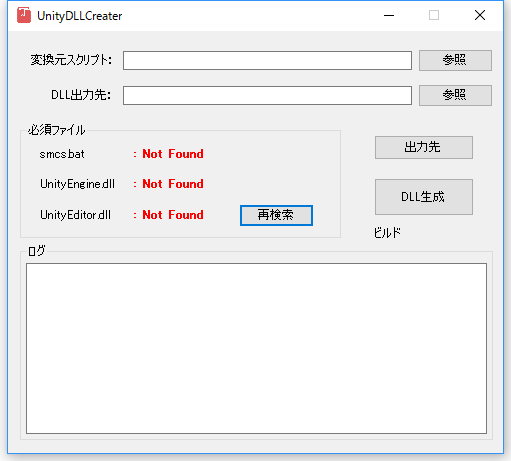 UnityDLLCreater
変換元スクリプト:
参照
DLL出力先:
参照
必須ファイル
smcs.bat : Not Found
UnityEngine.dll : Not Found
UnityEditor.dll : Not Found
再検索
出力先
DLL生成
ビルド
ログ